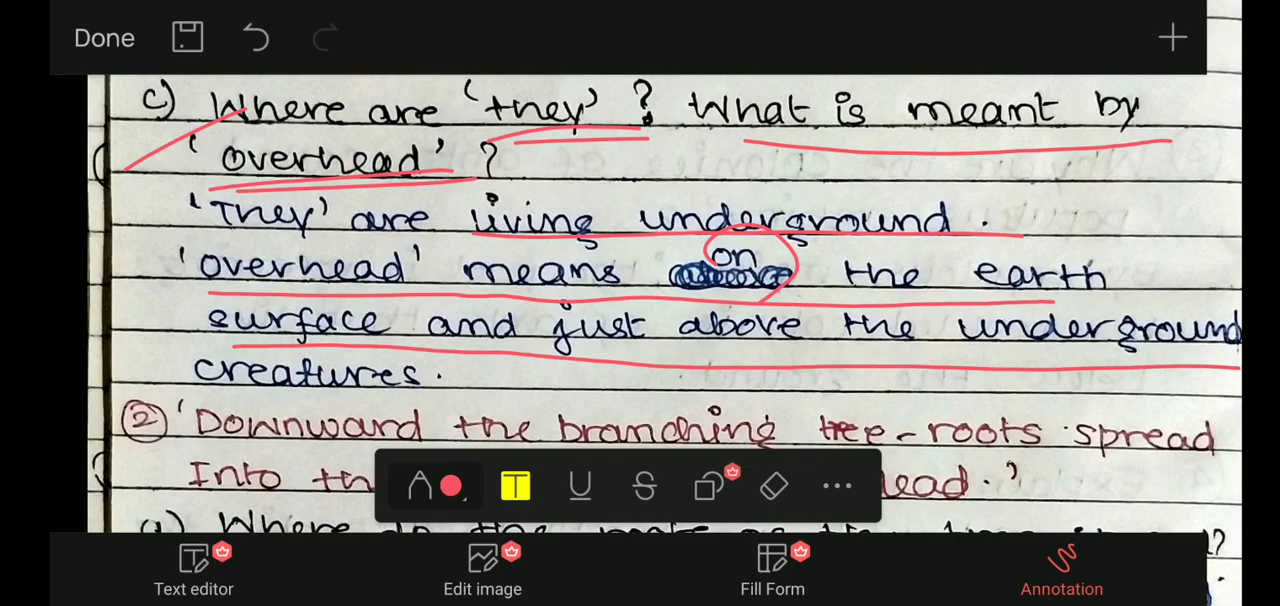 Done
c) Where are 'they' ? What is meant by
'overhead' ?
'They' are living underground.
'overhead' means on the earth
surface and just above the underground
creatures.
② 'Downward the branching tree-roots spread
Into
(a) Where
Text editor
Edit image
Fill Form
Annotation